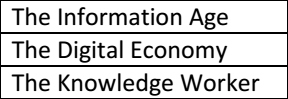 The Information Age
The Digital Economy
The Knowledge Worker